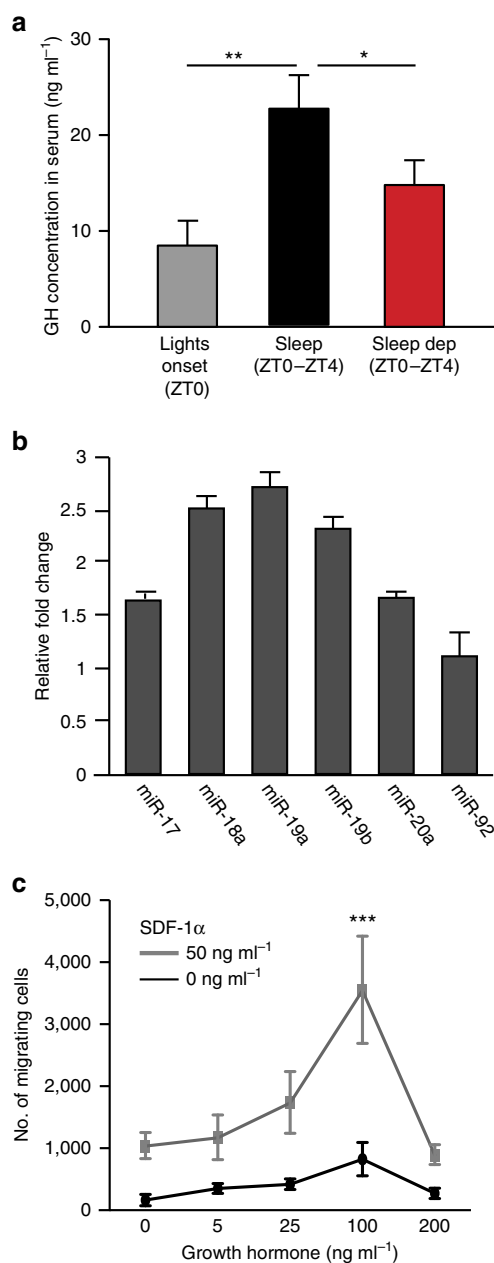 a
GH concentration in serum (ng ml⁻¹)
30
20
10
0
**
*
Lights
onset
(ZT0)
Sleep
(ZT0–ZT4)
Sleep dep
(ZT0–ZT4)
b
Relative fold change
3
2.5
2
1.5
1
0.5
0
miR-17
miR-18a
miR-19a
miR-19b
miR-20a
miR-92
c
No. of migrating cells
5,000
4,000
3,000
2,000
1,000
0
SDF-1α
50 ng ml⁻¹
0 ng ml⁻¹
***
0
5
25
100
200
Growth hormone (ng ml⁻¹)